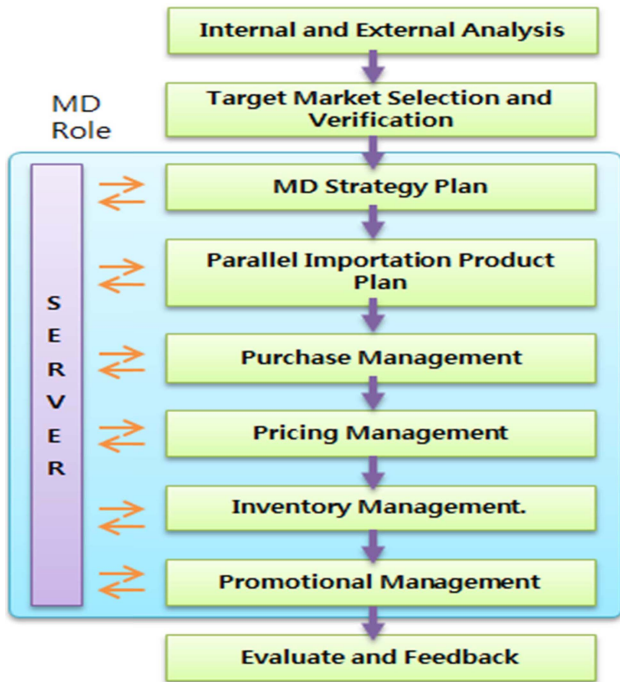 Internal and External Analysis
MD
Role
Target Market Selection and
Verification
MD Strategy Plan
Parallel Importation Product
Plan
SERVER
Purchase Management
Pricing Management
Inventory Management.
Promotional Management
Evaluate and Feedback